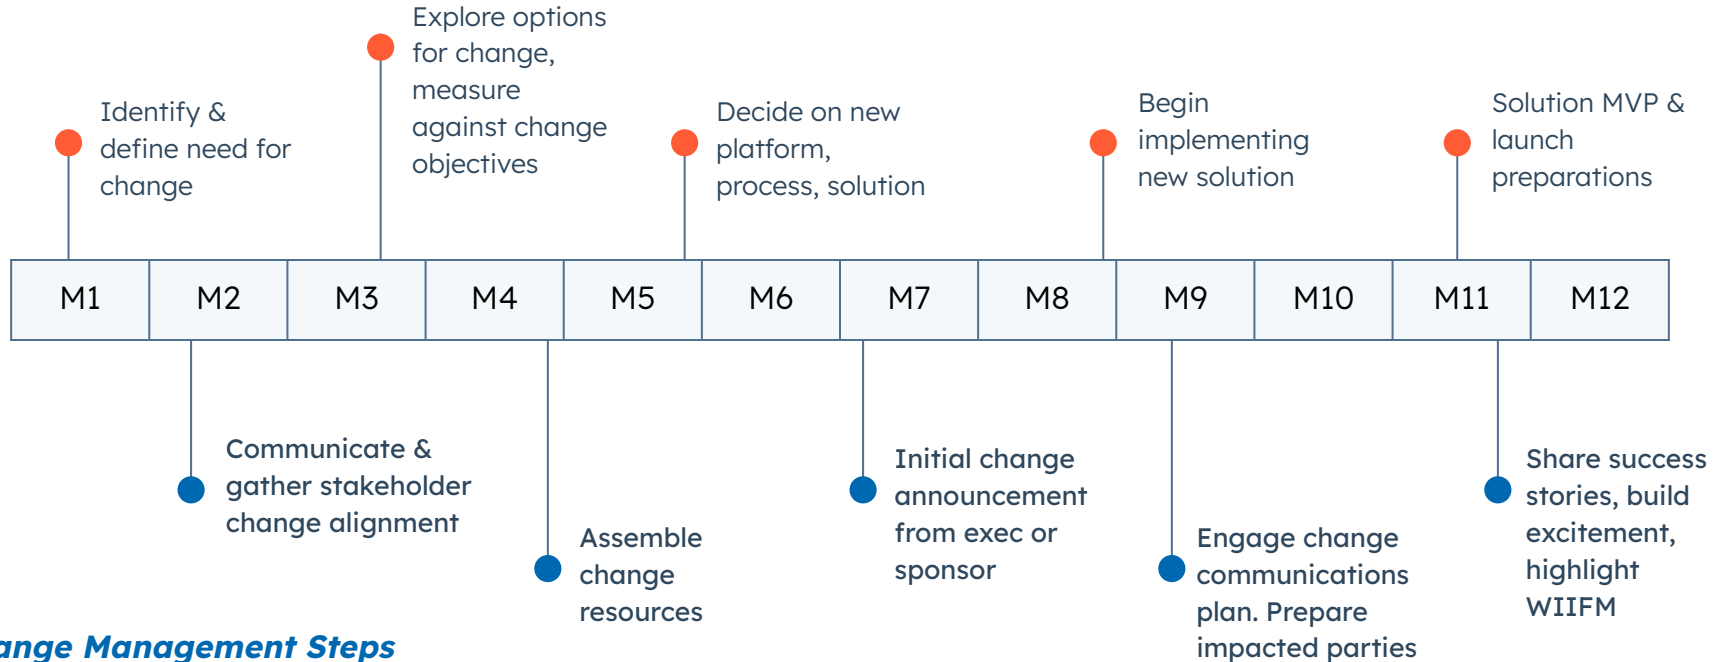 Explore options
for change,
measure
against change
objectives
Identify &
define need for
change
Decide on new
platform,
process, solution
Begin
implementing
new solution
Solution MVP &
launch
preparations
M1 M2 M3 M4 M5 M6 M7 M8 M9 M10 M11 M12
Communicate &
gather stakeholder
change alignment
Assemble
change
resources
Initial change
announcement
from exec or
sponsor
Engage change
communications
plan. Prepare
impacted parties
Share success
stories, build
excitement,
highlight
WIIFM
ange Management Steps